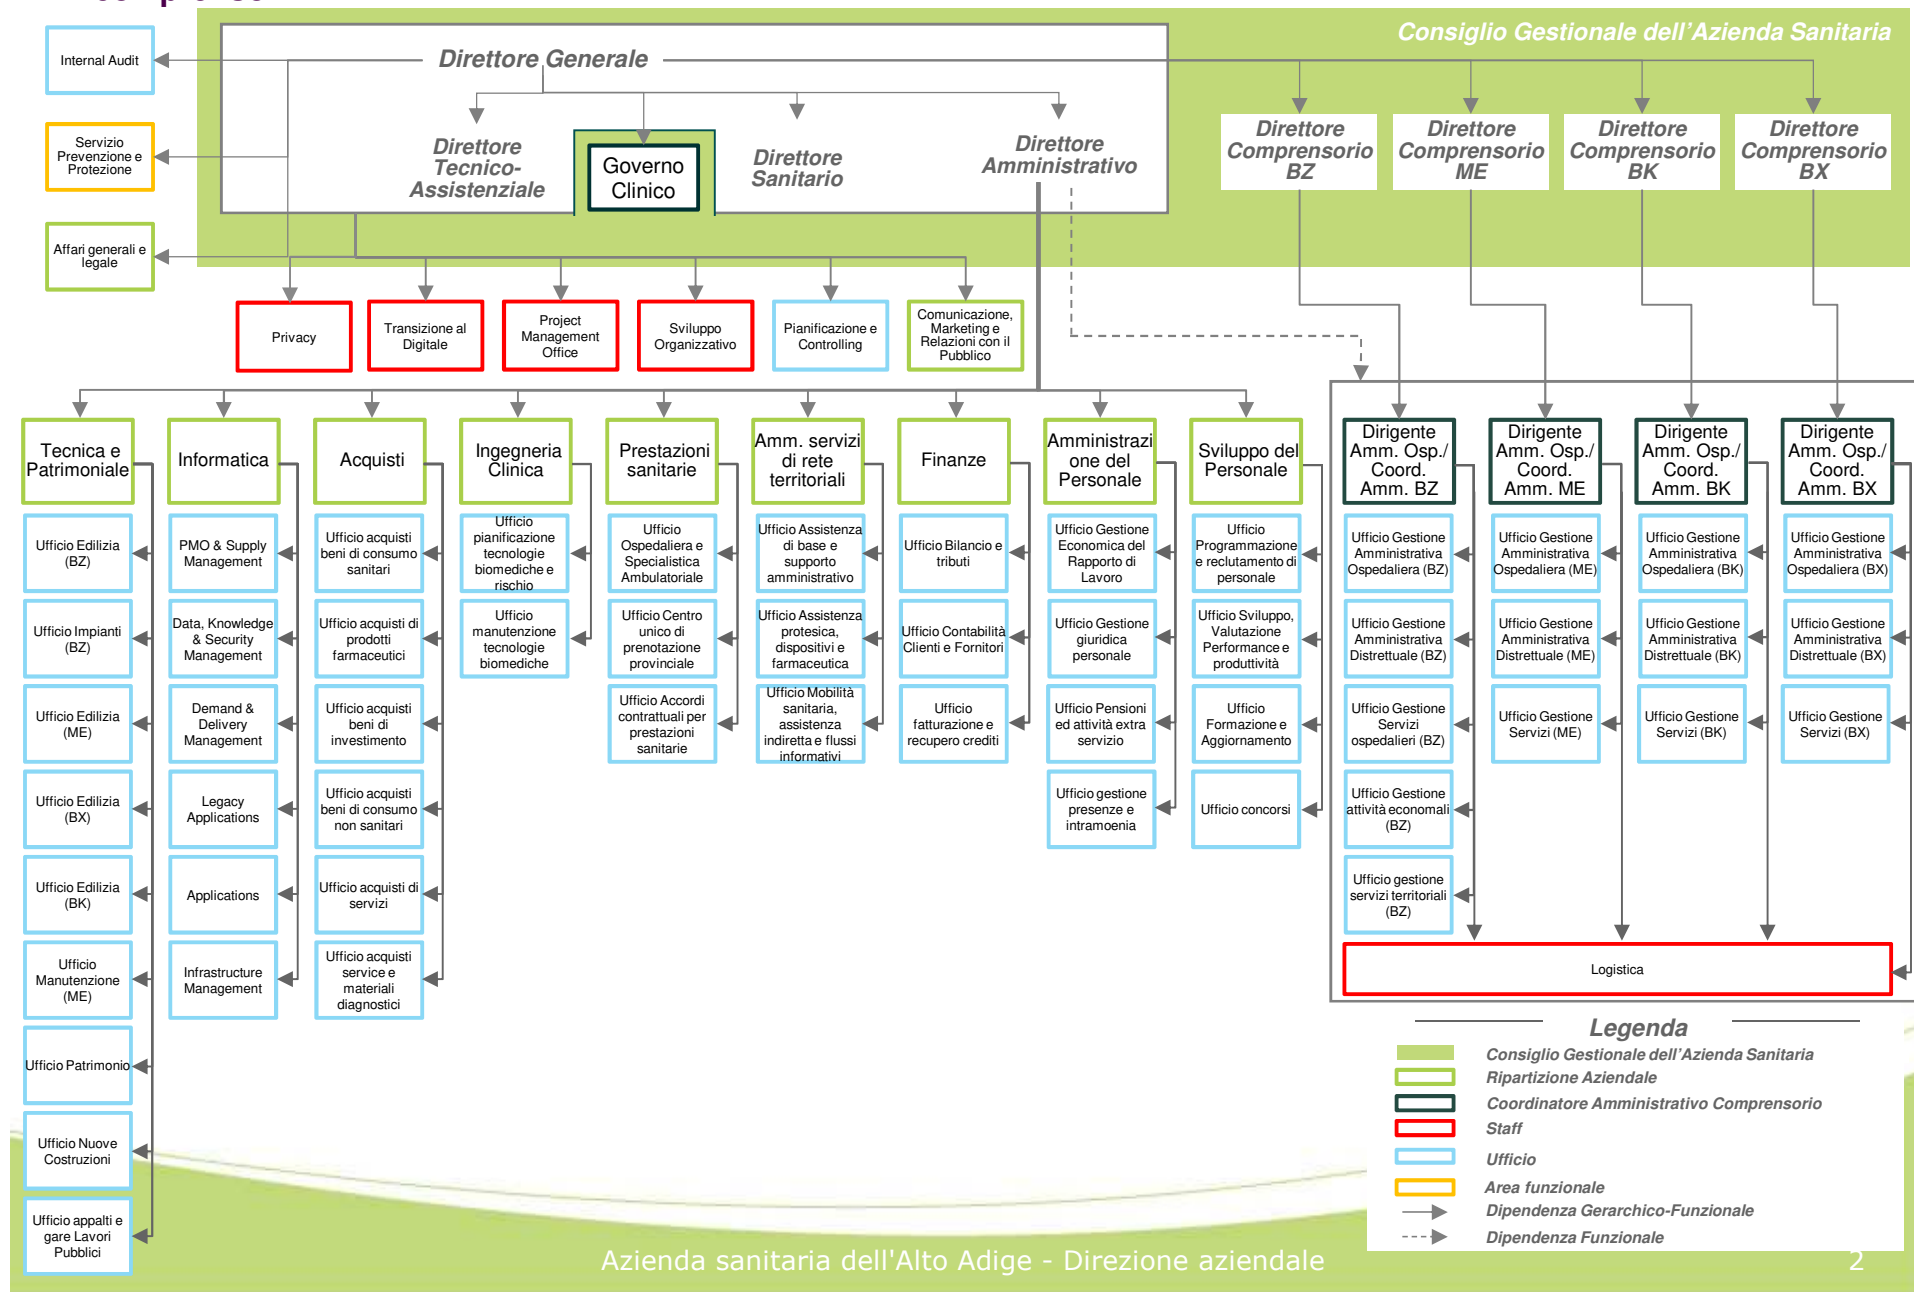 Consiglio Gestionale dell'Azienda Sanitaria
Internal Audit
Direttore Generale
Servizio
Prevenzione e
Protezione
Direttore
Tecnico-
Assistenziale
Governo
Clinico
Direttore
Sanitario
Direttore
Amministrativo
Direttore
Comprensorio
BZ
Direttore
Comprensorio
ME
Direttore
Comprensorio
BK
Direttore
Comprensorio
BX
Affari generali e
legale
Privacy
Transizione al
Digitale
Project
Management
Office
Sviluppo
Organizzativo
Pianificazione e
Controlling
Comunicazione,
Marketing e
Relazioni con il
Pubblico
Tecnica e
Patrimoniale
Informatica
Acquisti
Ingegneria
Clinica
Prestazioni
sanitarie
Amm. servizi
di rete
territoriali
Finanze
Amministrazi
one del
Personale
Sviluppo del
Personale
Dirigente
Amm. Osp./
Coord.
Amm. BZ
Dirigente
Amm. Osp./
Coord.
Amm. ME
Dirigente
Amm. Osp./
Coord.
Amm. BK
Dirigente
Amm. Osp./
Coord.
Amm. BX
Ufficio Edilizia
(BZ)
PMO & Supply
Management
Ufficio acquisti
beni di consumo
sanitari
Ufficio
pianificazione
tecnologie
biomediche e
rischio
Ufficio
Ospedaliera e
Specialistica
Ambulatoriale
Ufficio Assistenza
di base e
supporto
amministrativo
Ufficio Bilancio e
tributi
Ufficio Gestione
Economica del
Rapporto di
Lavoro
Ufficio
Programmazione
e reclutamento di
personale
Ufficio Gestione
Amministrativa
Ospedaliera (BZ)
Ufficio Gestione
Amministrativa
Ospedaliera (ME)
Ufficio Gestione
Amministrativa
Ospedaliera (BK)
Ufficio Gestione
Amministrativa
Ospedaliera (BX)
Ufficio Impianti
(BZ)
Data, Knowledge
& Security
Management
Ufficio acquisti di
prodotti
farmaceutici
Ufficio
manutenzione
tecnologie
biomediche
Ufficio Centro
unico di
prenotazione
provinciale
Ufficio Assistenza
protesica,
dispositivi e
farmaceutica
Ufficio Contabilità
Clienti e Fornitori
Ufficio Gestione
giuridica
personale
Ufficio Sviluppo,
Valutazione
Performance e
produttività
Ufficio Gestione
Amministrativa
Distrettuale (BZ)
Ufficio Gestione
Amministrativa
Distrettuale (ME)
Ufficio Gestione
Amministrativa
Distrettuale (BK)
Ufficio Gestione
Amministrativa
Distrettuale (BX)
Ufficio Edilizia
(ME)
Demand &
Delivery
Management
Ufficio acquisti
beni di
investimento
Ufficio Accordi
contrattuali per
prestazioni
sanitarie
Ufficio Mobilità
sanitaria,
assistenza
indiretta e flussi
informativi
Ufficio
fatturazione e
recupero crediti
Ufficio Pensioni
ed attività extra
servizio
Ufficio
Formazione e
Aggiornamento
Ufficio Gestione
Servizi
ospedalieri (BZ)
Ufficio Gestione
Servizi (ME)
Ufficio Gestione
Servizi (BK)
Ufficio Gestione
Servizi (BX)
Ufficio Edilizia
(BX)
Legacy
Applications
Ufficio acquisti
beni di consumo
non sanitari
Ufficio gestione
presenze e
intramoenia
Ufficio concorsi
Ufficio Gestione
attività economali
(BZ)
Ufficio Edilizia
(BK)
Applications
Ufficio acquisti di
servizi
Ufficio gestione
servizi territoriali
(BZ)
Ufficio
Manutenzione
(ME)
Infrastructure
Management
Ufficio acquisti
service e
materiali
diagnostici
Logistica
Ufficio Patrimonio
Ufficio Nuove
Costruzioni
Ufficio appalti e
gare Lavori
Pubblici
Legenda
Consiglio Gestionale dell'Azienda Sanitaria
Ripartizione Aziendale
Coordinatore Amministrativo Comprensorio
Staff
Ufficio
Area funzionale
Dipendenza Gerarchico-Funzionale
Dipendenza Funzionale
Azienda sanitaria dell'Alto Adige - Direzione aziendale
2